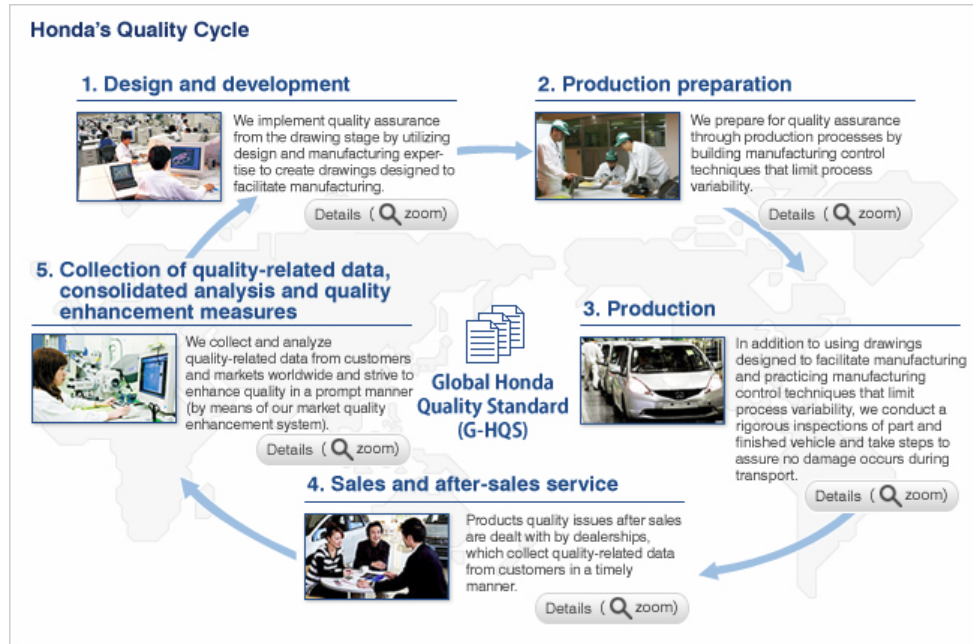 Honda's Quality Cycle
1. Design and development
We implement quality assurance
from the drawing stage by utilizing
design and manufacturing exper-
tise to create drawings designed to
facilitate manufacturing.
Details ( zoom)
2. Production preparation
We prepare for quality assurance
through production processes by
building manufacturing control
techniques that limit process
variability.
Details ( zoom)
3. Production
In addition to using drawings
designed to facilitate manufacturing
and practicing manufacturing
control techniques that limit
process variability, we conduct a
rigorous inspections of part and
finished vehicle and take steps to
assure no damage occurs during
transport.
Details ( zoom)
4. Sales and after-sales service
Products quality issues after sales
are dealt with by dealerships,
which collect quality-related data
from customers in a timely
manner.
Details ( zoom)
5. Collection of quality-related data,
consolidated analysis and quality
enhancement measures
We collect and analyze
quality-related data from customers
and markets worldwide and strive to
enhance quality in a prompt manner
(by means of our market quality
enhancement system).
Details ( zoom)
Global Honda
Quality Standard
(G-HQS)